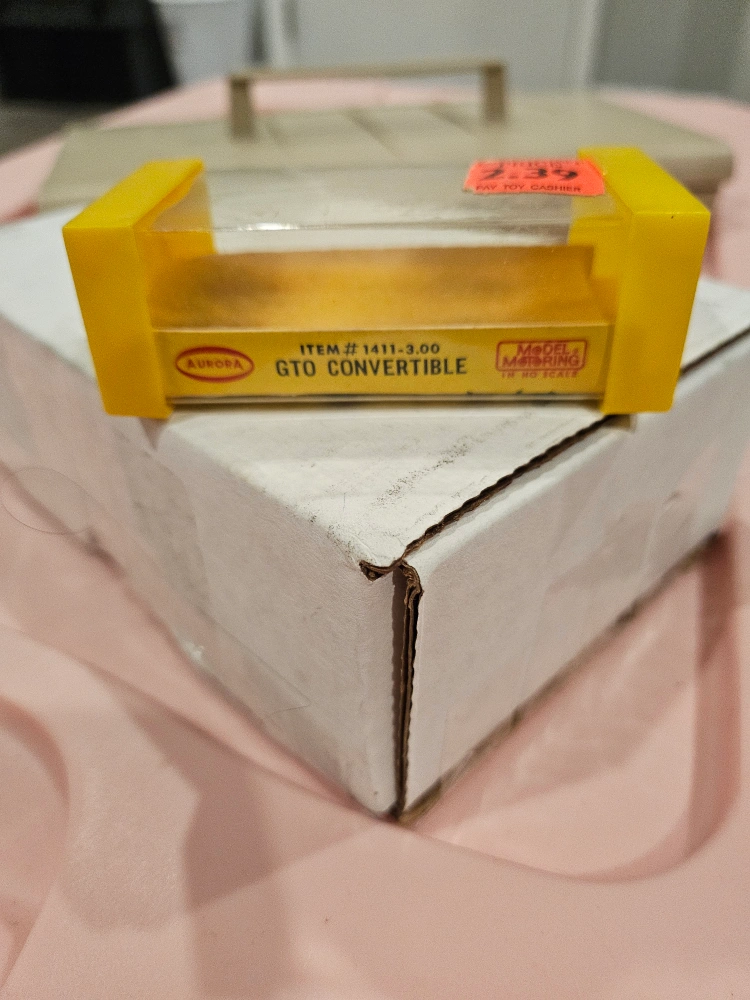 2.39
PAY TOY CASHIER
AURORA
ITEM # 1411-3.00
GTO CONVERTIBLE
MODEL
MOTORING
IN HO SCALE